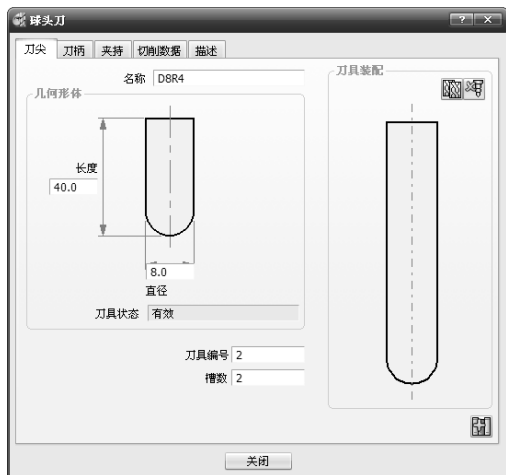 球头刀
刀尖 刀柄 夹持 切削数据 描述
名称 D8R4
几何形体
长度
40.0
8.0
直径
刀具状态 有效
刀具编号 2
槽数 2
刀具装配
关闭